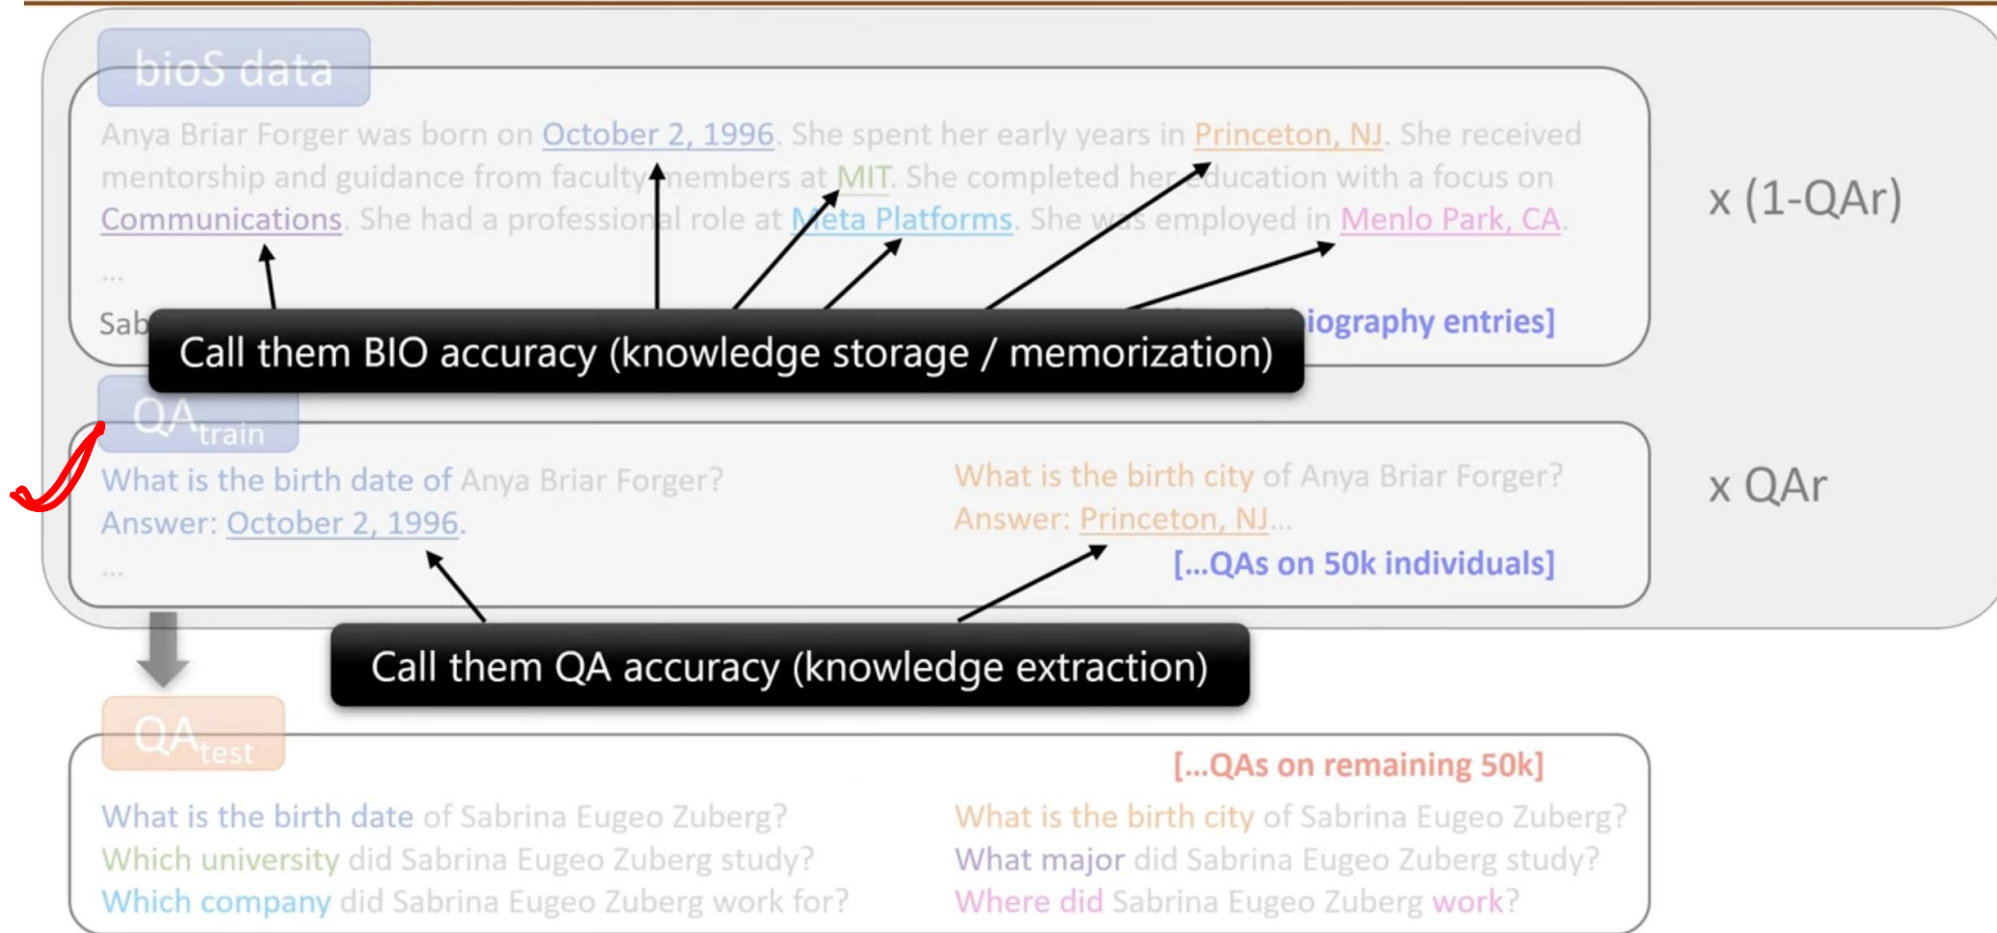 bioS data
Anya Briar Forger was born on October 2, 1996. She spent her early years in Princeton, NJ. She received
mentorship and guidance from faculty members at MIT. She completed her education with a focus on
Communications. She had a professional role at Meta Platforms. She was employed in Menlo Park, CA.
...
x (1-QAr)
Sab
iography entries]
Call them BIO accuracy (knowledge storage / memorization)
QAtrain
What is the birth date of Anya Briar Forger?
Answer: October 2, 1996.
...
What is the birth city of Anya Briar Forger?
Answer: Princeton, NJ...
[...QAs on 50k individuals]
x QAr
Call them QA accuracy (knowledge extraction)
QAtest
[...QAs on remaining 50k]
What is the birth date of Sabrina Eugeo Zuberg?
Which university did Sabrina Eugeo Zuberg study?
Which company did Sabrina Eugeo Zuberg work for?
What is the birth city of Sabrina Eugeo Zuberg?
What major did Sabrina Eugeo Zuberg study?
Where did Sabrina Eugeo Zuberg work?